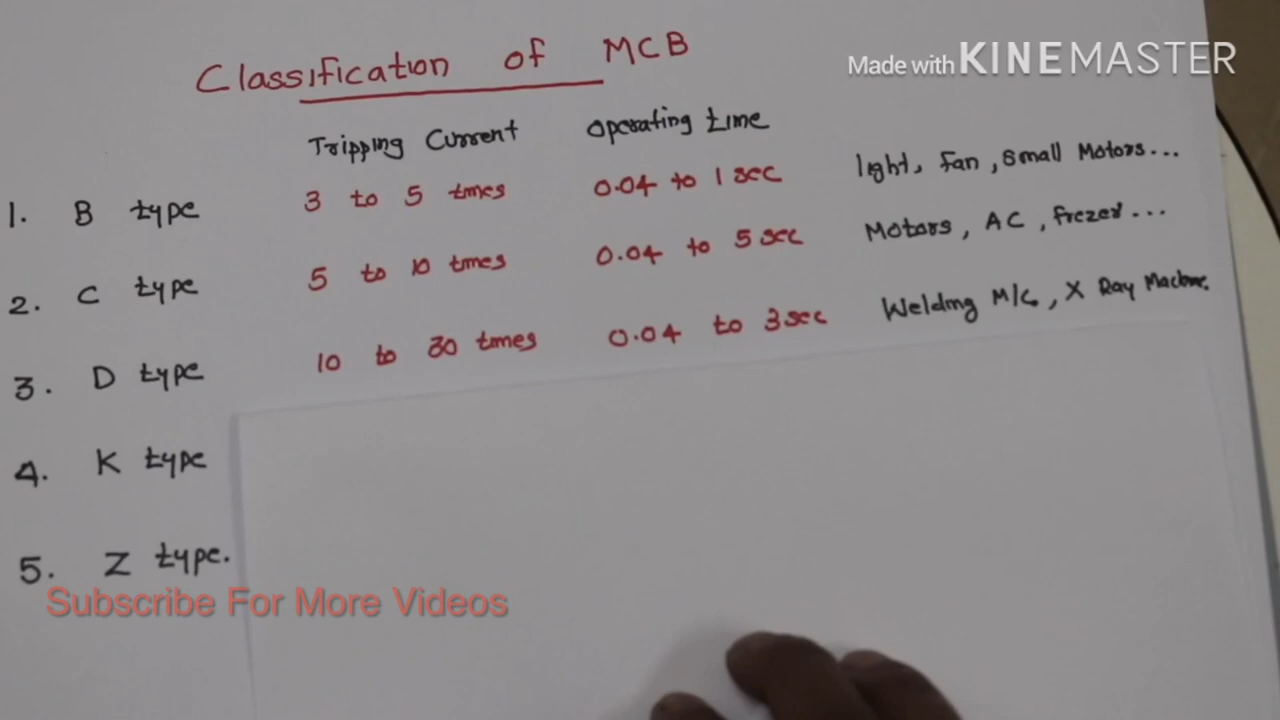 Classification of MCB
Made with KINEMASTER
Tripping Current Operating time
1. B type 3 to 5 times 0.04 to 1 sec light, Fan, Small Motors...
2. C type 5 to 10 times 0.04 to 5 sec Motors, AC, frezer...
3. D type 10 to 30 times 0.04 to 3 sec Welding M/C, X Ray Machine.
4. K type
5. Z type.
Subscribe For More Videos